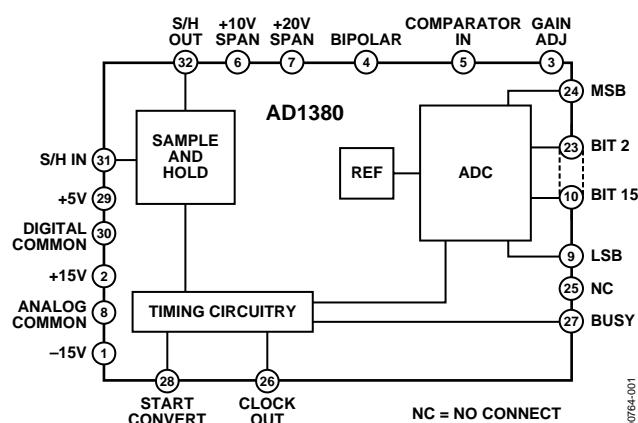 S/H
OUT
+10V
SPAN
+20V
SPAN
BIPOLAR
COMPARATOR
IN
GAIN
ADJ
32
6
7
4
5
3
AD1380
24 MSB
SAMPLE
AND
HOLD
REF
ADC
23 BIT 2
S/H IN 31
+5V 29
10 BIT 15
DIGITAL
COMMON
30
9 LSB
+15V 2
25 NC
ANALOG
COMMON
8
TIMING CIRCUITRY
27 BUSY
–15V 1
28
26
START
CONVERT
CLOCK
OUT
NC = NO CONNECT